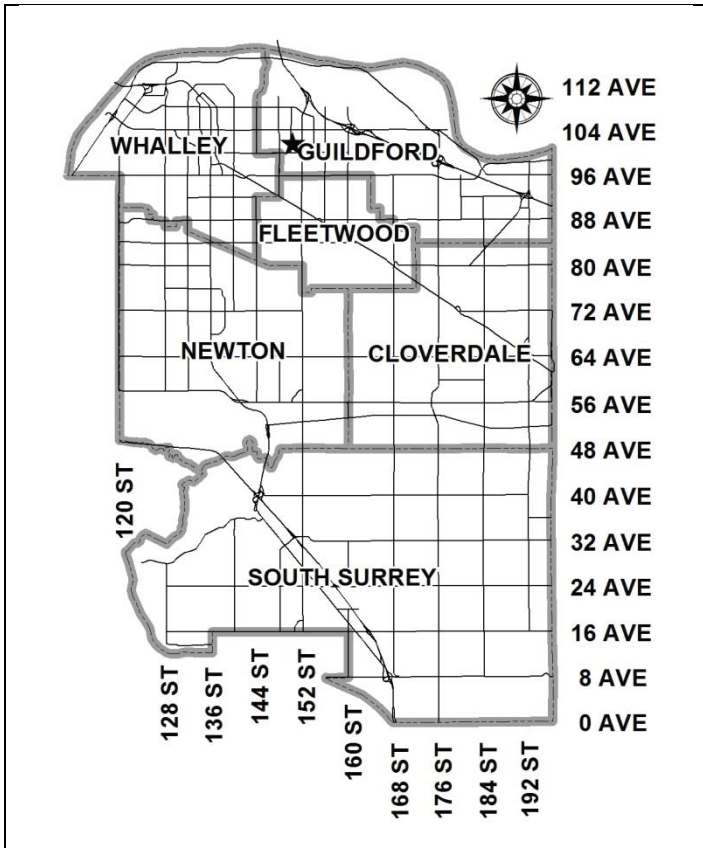 112 AVE
104 AVE
WHALLEY
GUILDFORD
96 AVE
88 AVE
FLEETWOOD
80 AVE
72 AVE
NEWTON
CLOVERDALE
64 AVE
56 AVE
48 AVE
120 ST
40 AVE
32 AVE
SOUTH SURREY
24 AVE
16 AVE
128 ST
136 ST
144 ST
152 ST
160 ST
8 AVE
0 AVE
168 ST
176 ST
184 ST
192 ST